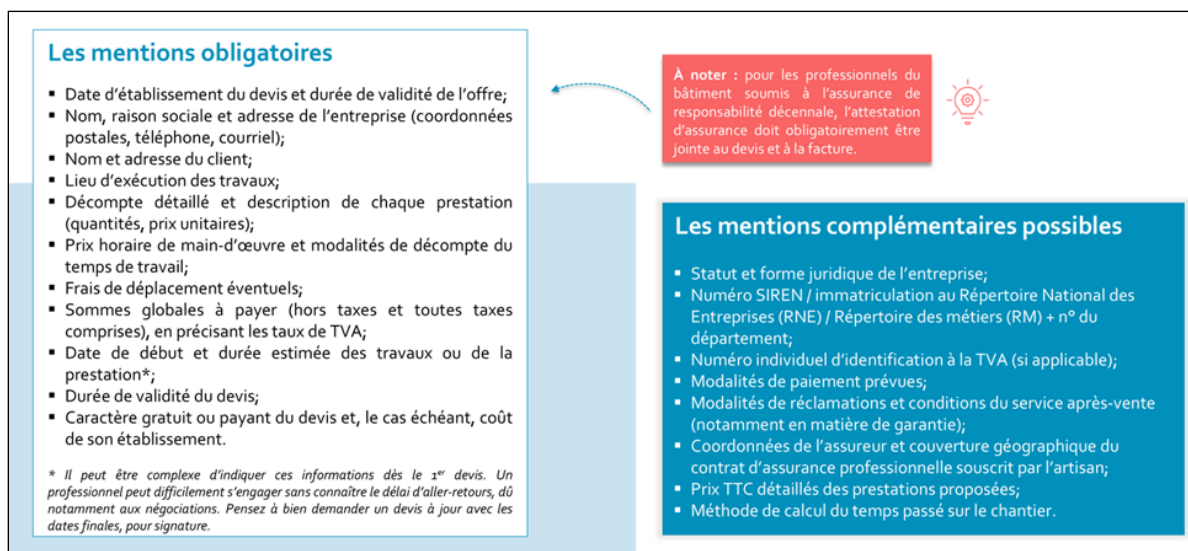 Les mentions obligatoires
▪ Date d'établissement du devis et durée de validité de l'offre;
▪ Nom, raison sociale et adresse de l'entreprise (coordonnées
postales, téléphone, courriel);
▪ Nom et adresse du client;
▪ Lieu d'exécution des travaux;
▪ Décompte détaillé et description de chaque prestation
(quantités, prix unitaires);
▪ Prix horaire de main-d'œuvre et modalités de décompte du
temps de travail;
▪ Frais de déplacement éventuels;
▪ Sommes globales à payer (hors taxes et toutes taxes
comprises), en précisant les taux de TVA;
▪ Date de début et durée estimée des travaux ou de la
prestation*;
▪ Durée de validité du devis;
▪ Caractère gratuit ou payant du devis et, le cas échéant, coût
de son établissement.
* Il peut être complexe d'indiquer ces informations dès le 1er devis. Un
professionnel peut difficilement s'engager sans connaître le délai d'aller-retours, dû
notamment aux négociations. Pensez à bien demander un devis à jour avec les
dates finales, pour signature.
À noter : pour les professionnels du
bâtiment soumis à l'assurance de
responsabilité décennale, l'attestation
d'assurance doit obligatoirement être
jointe au devis et à la facture.
Les mentions complémentaires possibles
▪ Statut et forme juridique de l'entreprise;
▪ Numéro SIREN / immatriculation au Répertoire National des
Entreprises (RNE) / Répertoire des métiers (RM) + n° du
département;
▪ Numéro individuel d'identification à la TVA (si applicable);
▪ Modalités de paiement prévues;
▪ Modalités de réclamations et conditions du service après-vente
(notamment en matière de garantie);
▪ Coordonnées de l'assureur et couverture géographique du
contrat d'assurance professionnelle souscrit par l'artisan;
▪ Prix TTC détaillés des prestations proposées;
▪ Méthode de calcul du temps passé sur le chantier.